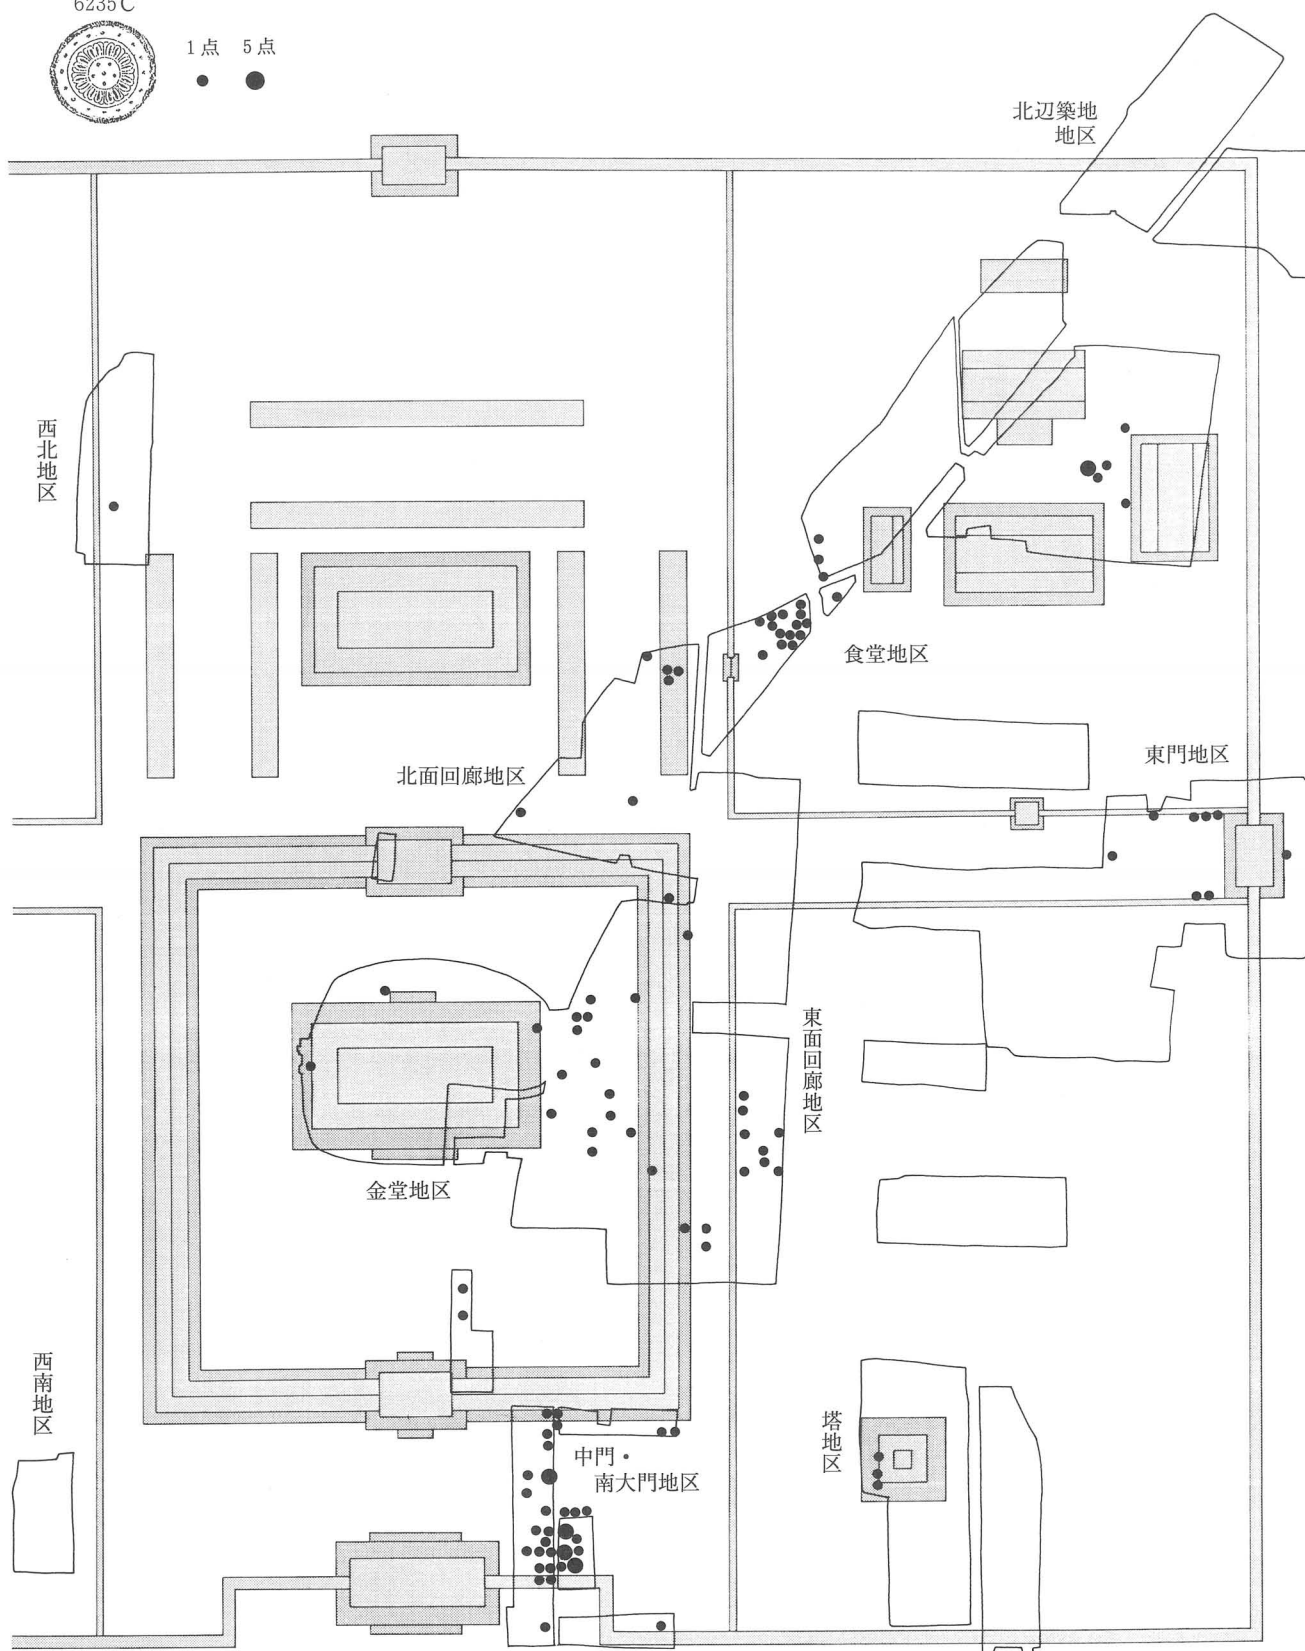 6235C
1点 5点
北辺築地
地区
西北地区
食堂地区
東門地区
北面回廊地区
東面回廊地区
金堂地区
西南地区
中門・
南大門地区
塔地区